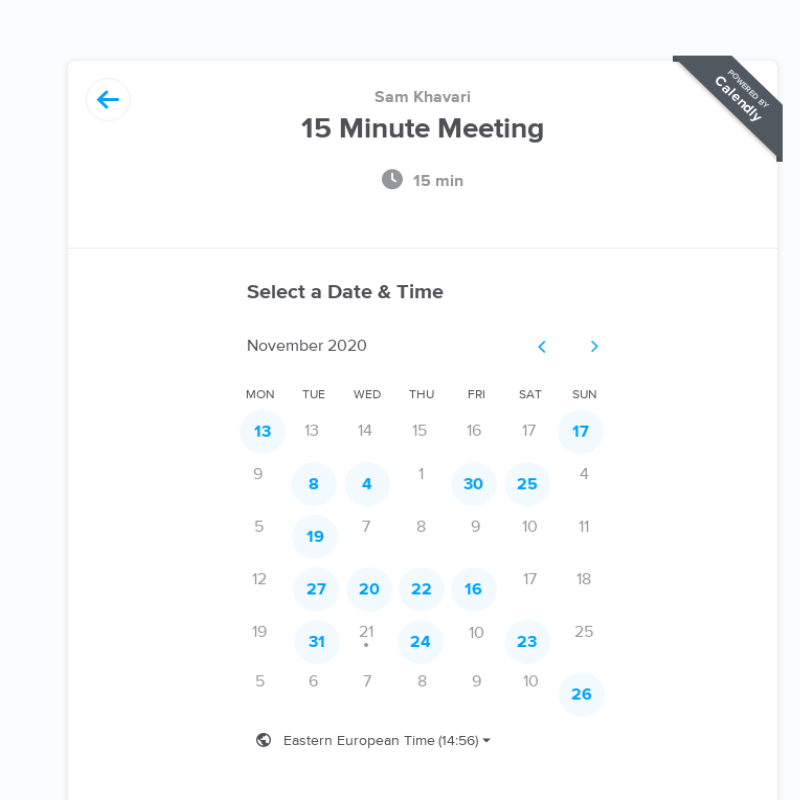 POWERED BY
Calendly
Sam Khavari
15 Minute Meeting
15 min
Select a Date & Time
November 2020
MON TUE WED THU FRI SAT SUN
13 13 14 15 16 17 17
9 8 4 1 30 25 4
5 19 7 8 9 10 11
12 27 20 22 16 17 18
19 31 21 24 10 23 25
5 6 7 8 9 10 26
Eastern European Time (14:56)